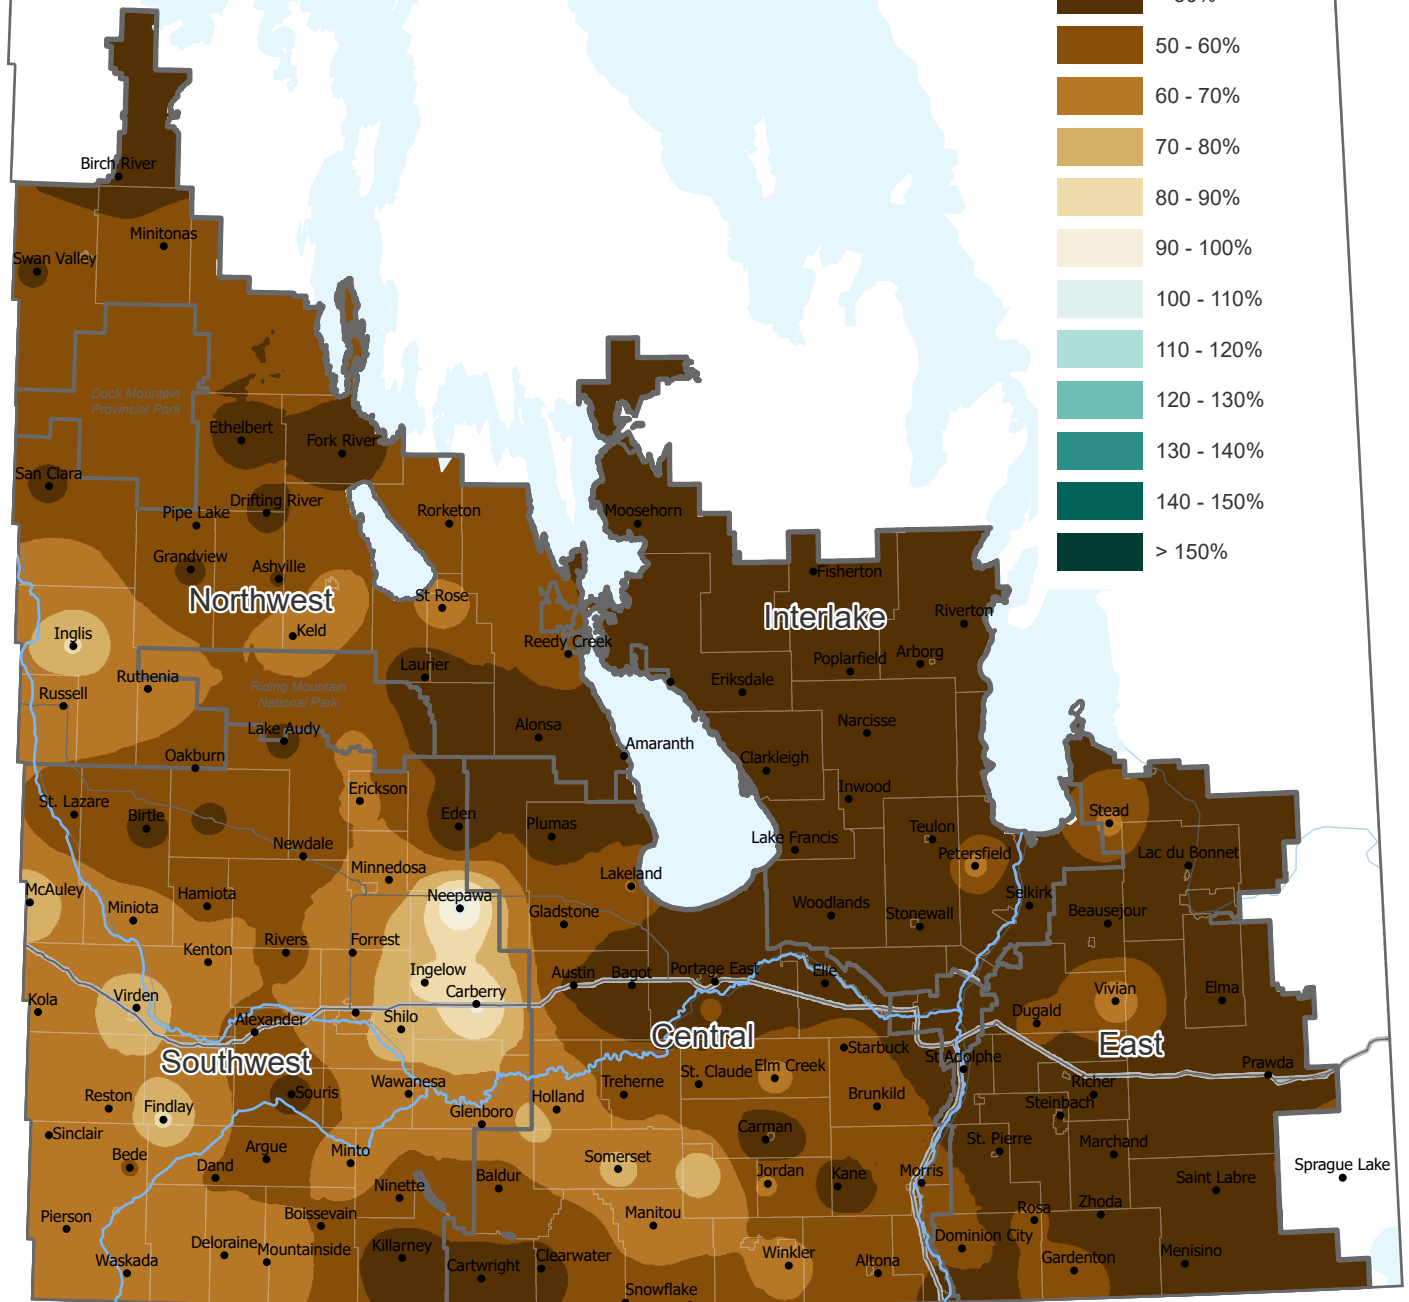 50 - 60%
60 - 70%
70 - 80%
80 - 90%
90 - 100%
100 - 110%
110 - 120%
120 - 130%
130 - 140%
140 - 150%
> 150%
Birch River
Minitonas
Swan Valley
Duck Mountain
Provincial Park
Ethelbert
Fork River
San Clara
Drifting River
Pipe Lake
Rorketon
Moosehorn
Grandview
Ashville
Fisherton
Northwest
St Rose
Interlake
Riverton
Inglis
Keld
Reedy Creek
Arborg
Poplarfield
Laurier
Ruthenia
Eriksdale
Russell
Riding Mountain
National Park
Lake Audy
Alonsa
Narcisse
Amaranth
Oakburn
Clarkleigh
Erickson
Inwood
St. Lazare
Birtle
Eden
Plumas
Stead
Teulon
Newdale
Lake Francis
Petersfield
Lac du Bonnet
Minnedosa
Lakeland
McAuley
Hamiota
Neepawa
Selkirk
Miniota
Gladstone
Woodlands
Stonewall
Beausejour
Kenton
Rivers
Forrest
Ingelow
Austin
Bagot
Portage East
Elie
Kola
Virden
Carberry
Vivian
Elma
Alexander
Shilo
Dugald
Central
Southwest
East
Starbuck
St Adolphe
Prawda
Souris
Wawanesa
Treherne
St. Claude
Elm Creek
Richer
Reston
Findlay
Glenboro
Holland
Brunkild
Steinbach
Sinclair
Carman
St. Pierre
Marchand
Bede
Argue
Minto
Dand
Somerset
Baldur
Jordan
Kane
Morris
Saint Labre
Sprague Lake
Ninette
Pierson
Boissevain
Manitou
Rosa
Zhoda
Dominion City
Waskada
Deloraine
Mountainside
Killarney
Cartwright
Clearwater
Winkler
Altona
Gardenton
Menisino
Snowflake